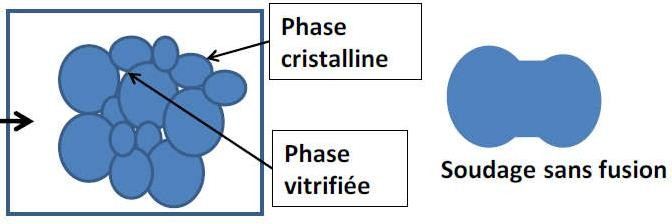 Phase
cristalline
Phase
vitrifiée
Soudage sans fusion